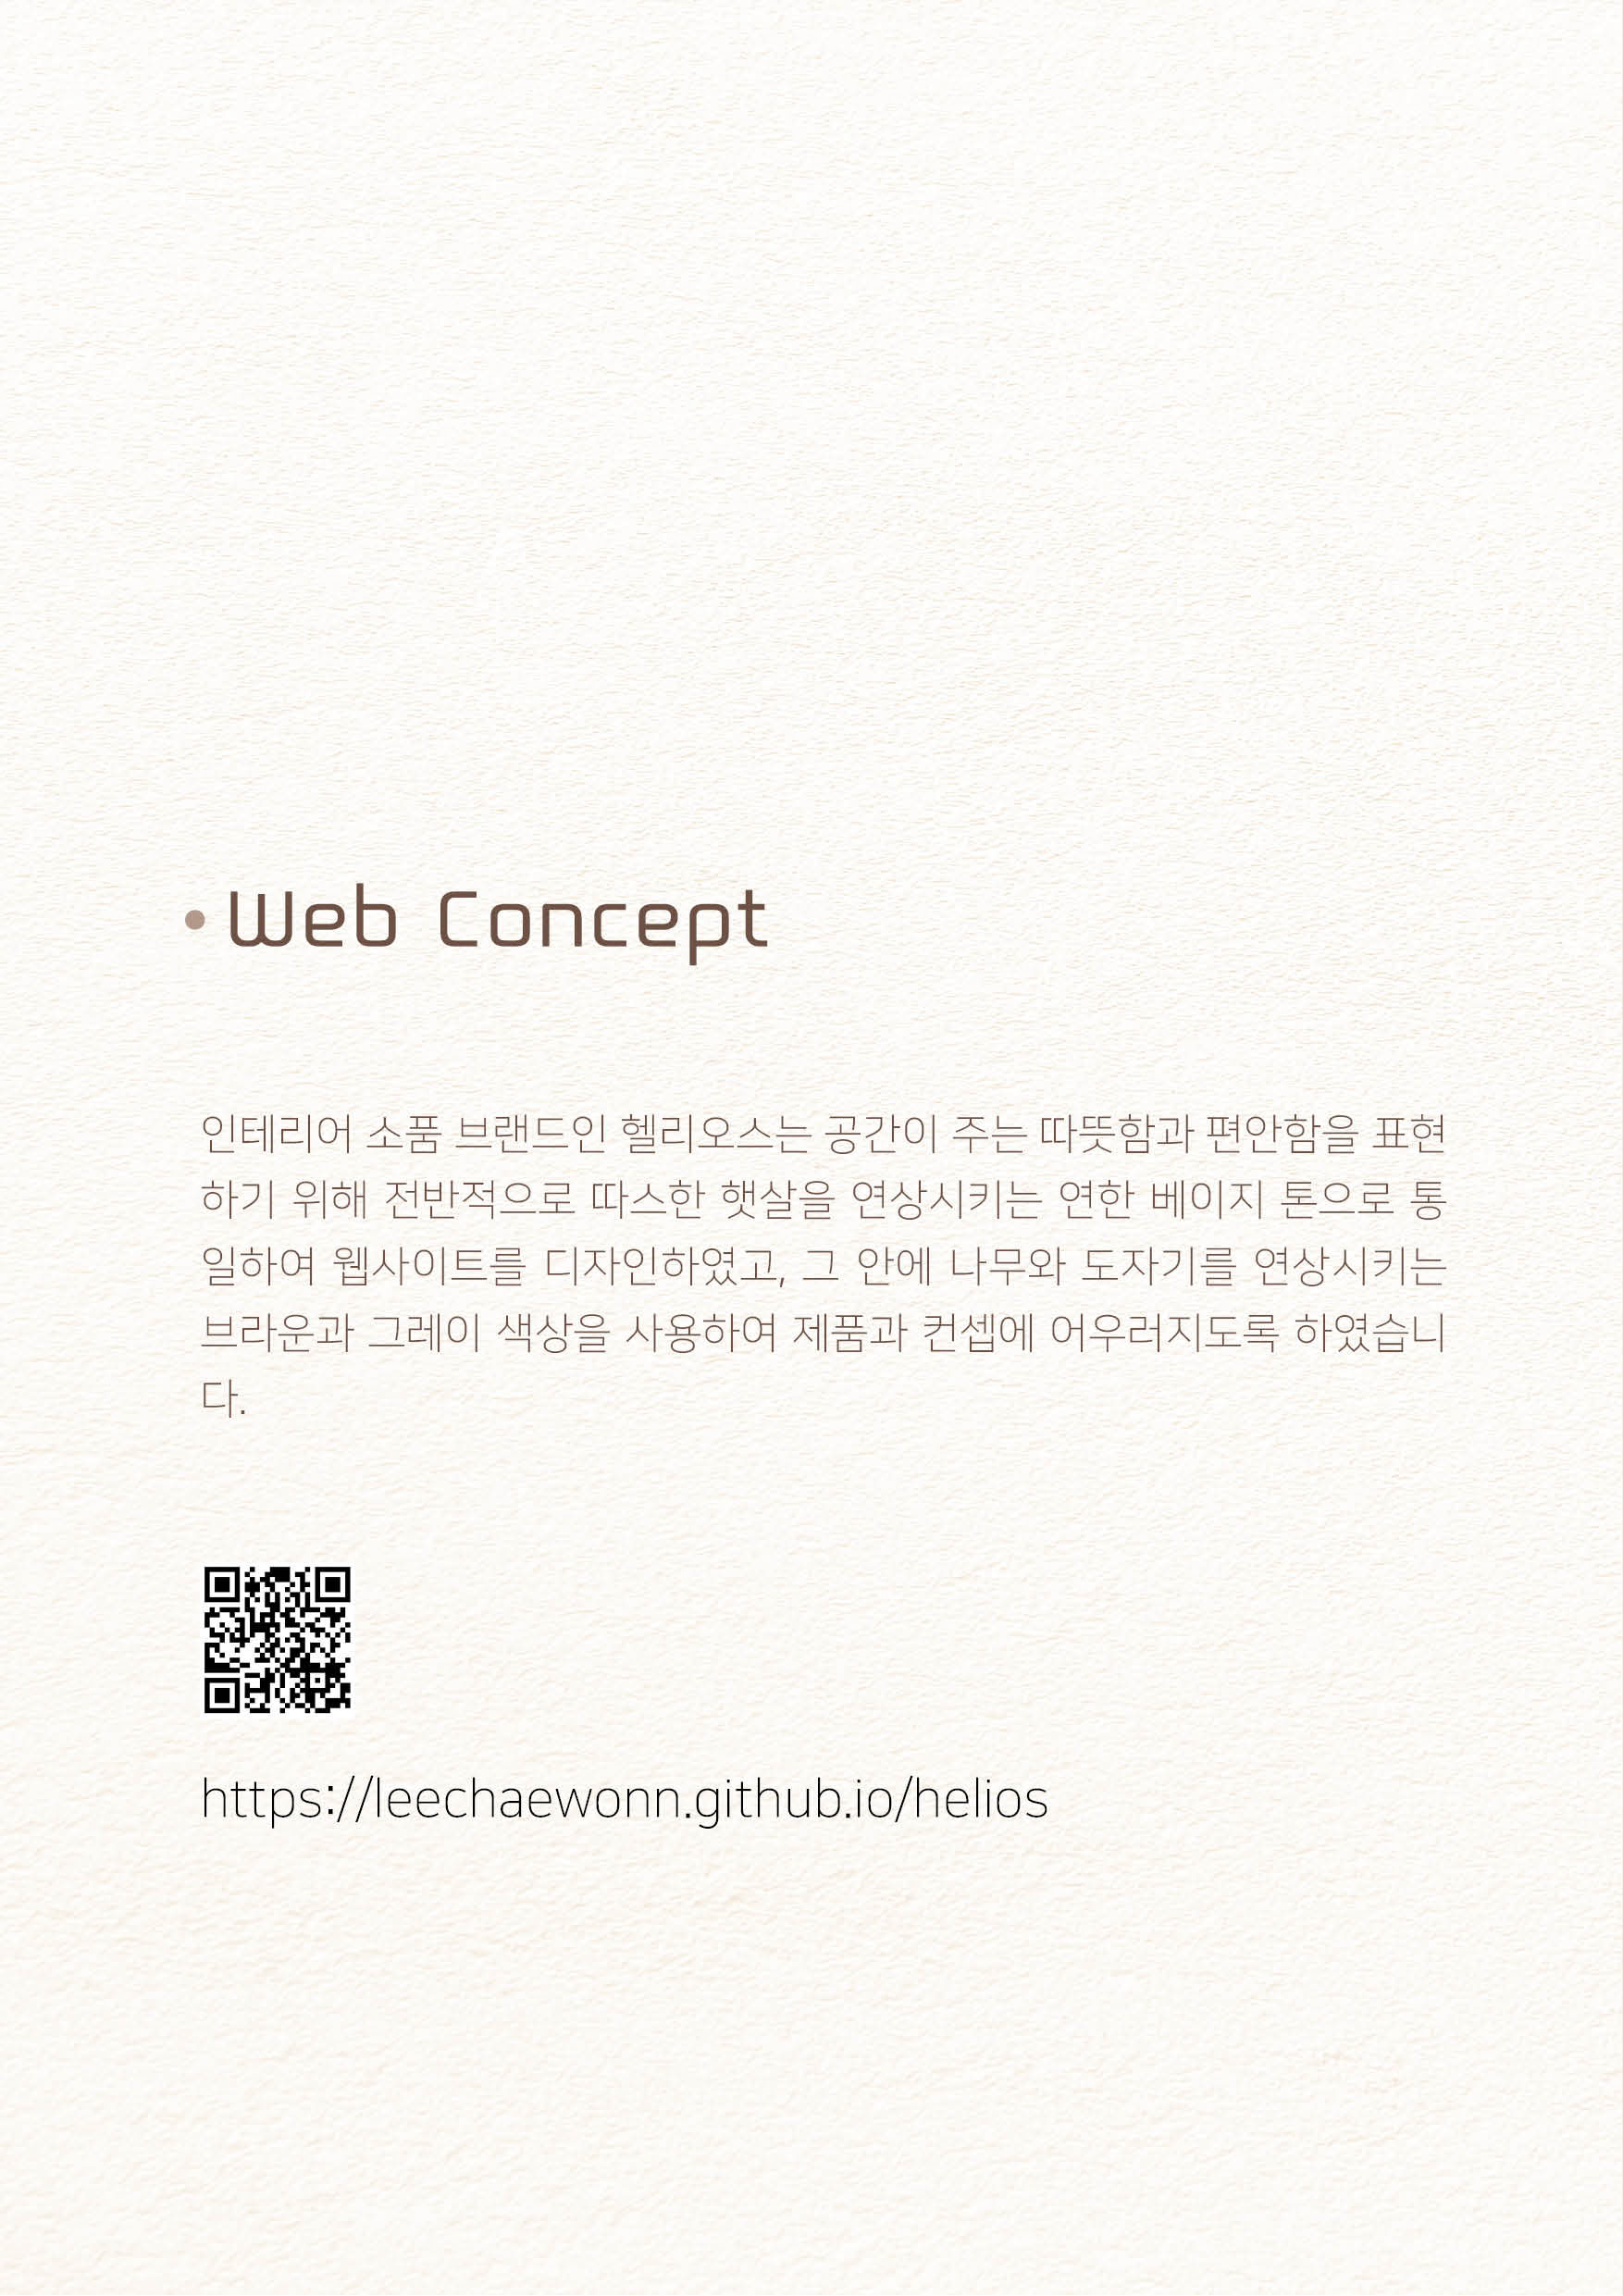 • Web Concept
인테리어 소품 브랜드인 헬리오스는 공간이 주는 따뜻함과 편안함을 표현
하기 위해 전반적으로 따스한 햇살을 연상시키는 연한 베이지 톤으로 통
일하여 웹사이트를 디자인하였고, 그 안에 나무와 도자기를 연상시키는
브라운과 그레이 색상을 사용하여 제품과 컨셉에 어우러지도록 하였습니
다.
https://leechaewonn.github.io/helios